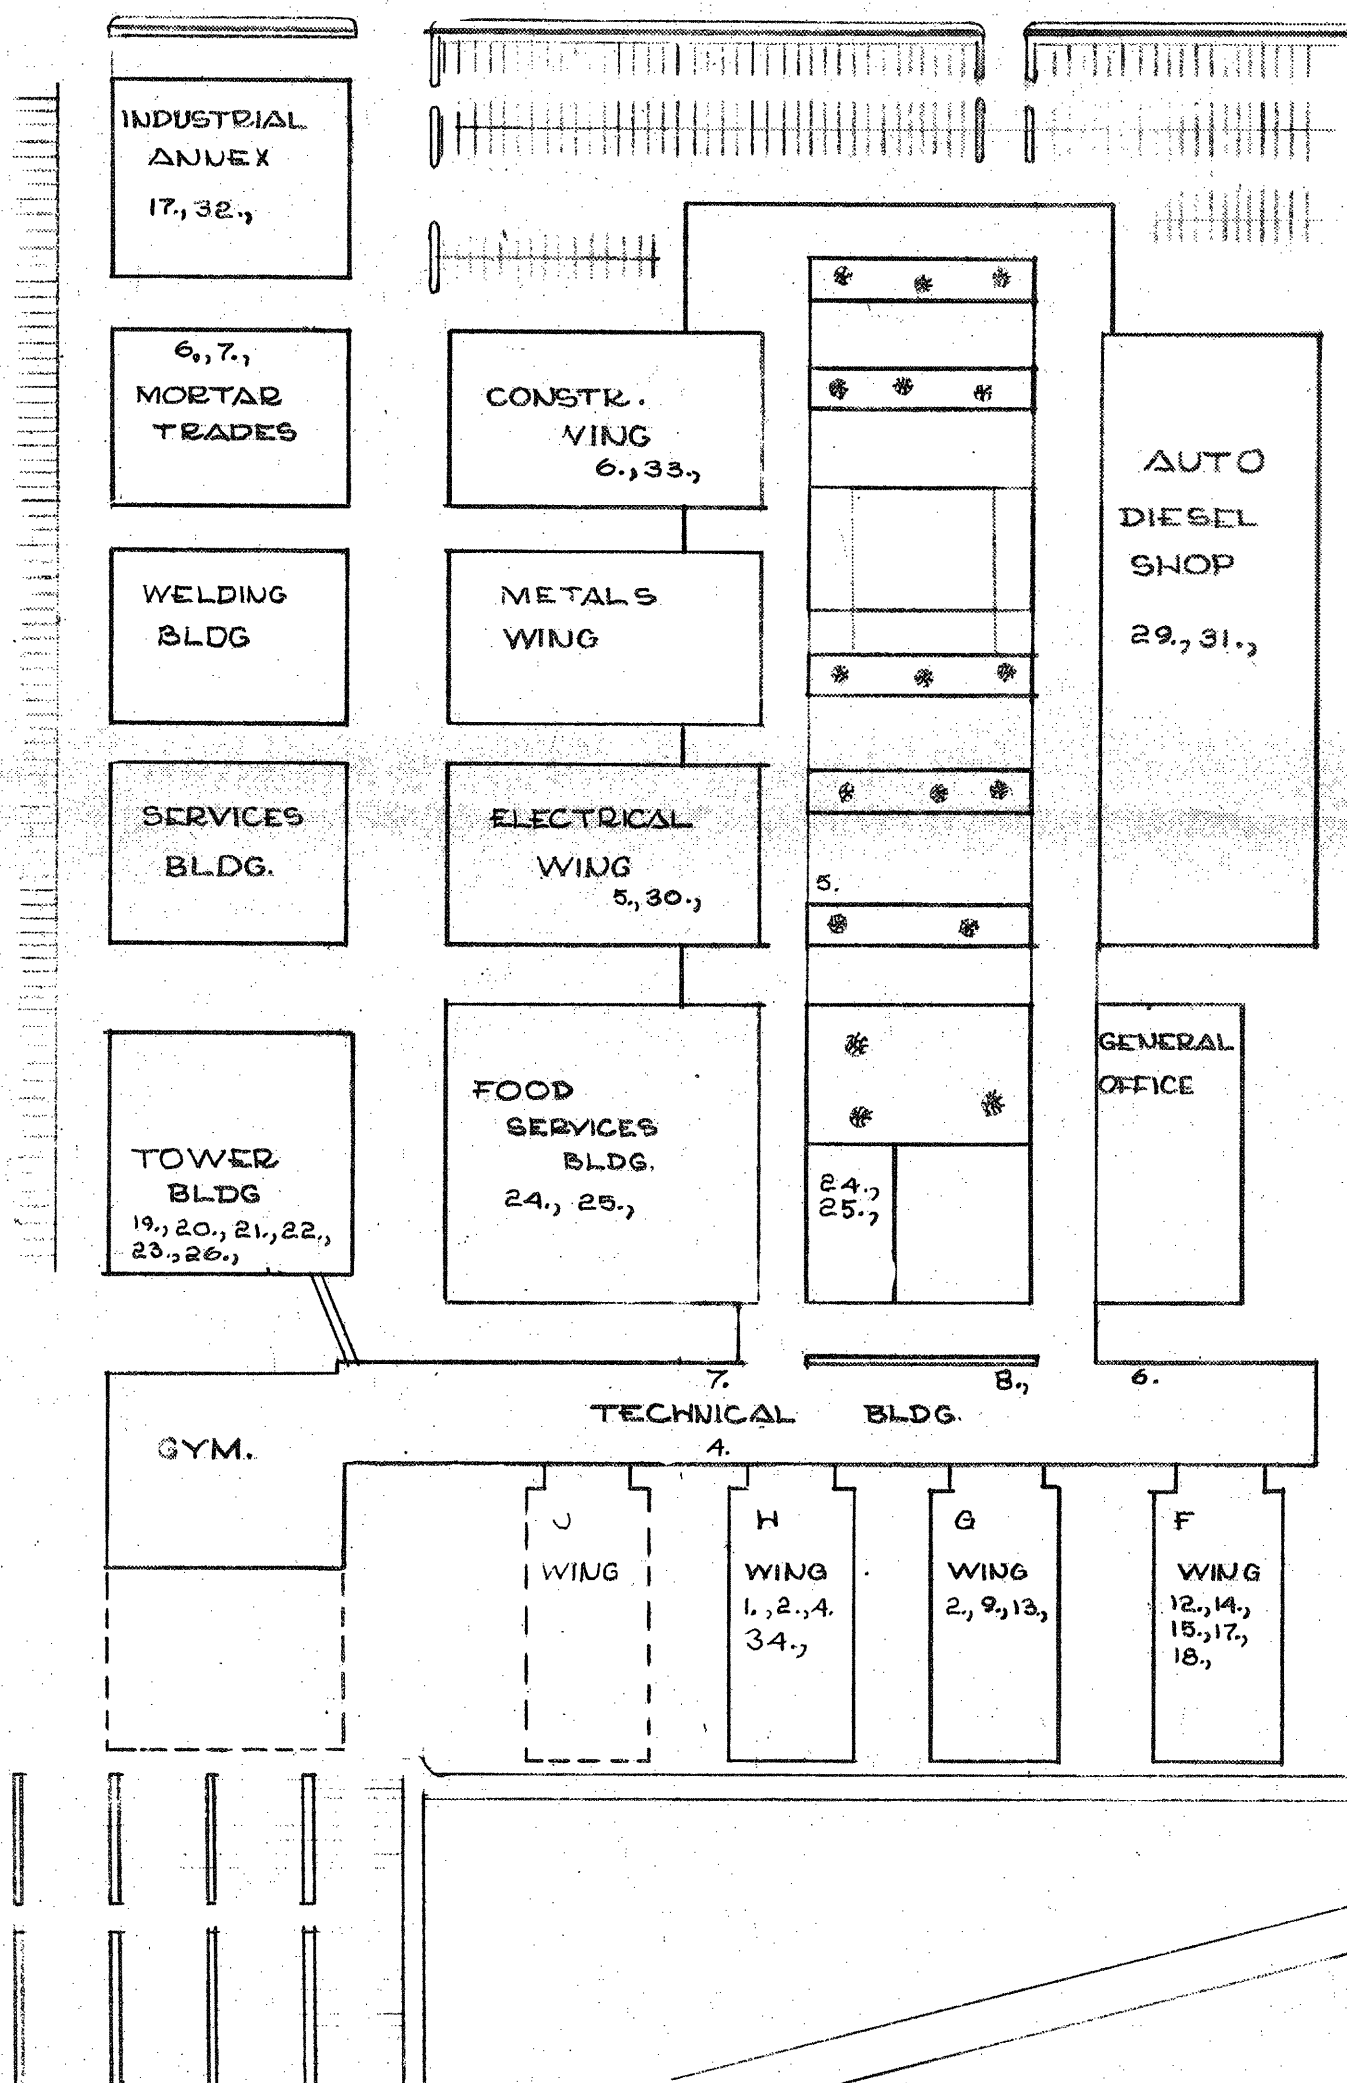 INDUSTRIAL
ANNEX
17., 32.,
6., 7.,
MORTAR
TRADES
CONSTR.
WING
6., 33.,
AUTO
DIESEL
SHOP
29., 31.,
WELDING
BLDG
METALS
WING
SERVICES
BLDG.
ELECTRICAL
WING
5., 30.,
5.
GENERAL
OFFICE
FOOD
SERVICES
BLDG.
24., 25.,
TOWER
BLDG
19., 20., 21., 22.,
23., 26.,
24.,
25.,
7.
8.,
6.
TECHNICAL BLDG.
4.
GYM.
J
WING
H
WING
1., 2., 4.
34.,
G
WING
2., 9., 13.,
F
WING
12., 14.,
15., 17.,
18.,